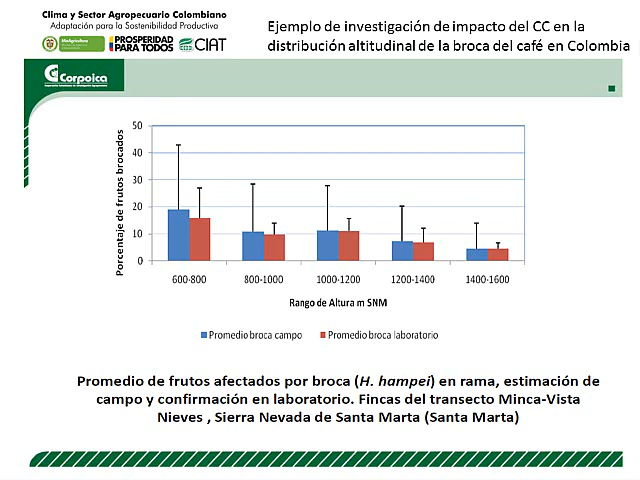 Clima y Sector Agropecuario Colombiano
Adaptación para la Sostenibilidad Productiva
MinAgricultura
PROSPERIDAD
PARA TODOS
CIAT
Ejemplo de investigación de impacto del CC en la
distribución altitudinal de la broca del café en Colombia
Corpoica
Porcentaje de frutos brocados
50
40
30
20
10
0
600-800
800-1000
1000-1200
1200-1400
1400-1600
Rango de Altura m SNM
Promedio broca campo
Promedio broca laboratorio
Promedio de frutos afectados por broca (H. hampei) en rama, estimación de
campo y confirmación en laboratorio. Fincas del transecto Minca-Vista
Nieves , Sierra Nevada de Santa Marta (Santa Marta)